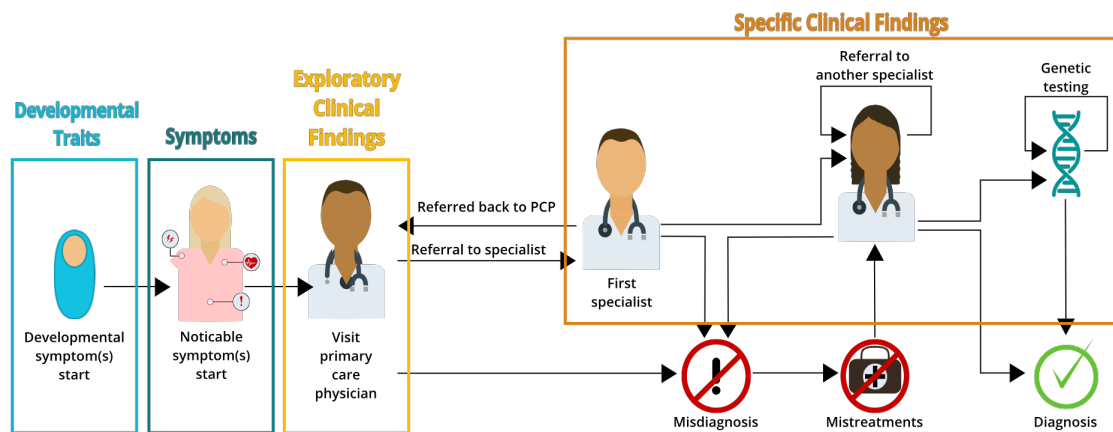 Specific Clinical Findings
Referral to
another specialist
Genetic
testing
Exploratory
Clinical
Findings
Developmental
Traits
Symptoms
Referred back to PCP
Referral to specialist
First
specialist
Developmental
symptom(s)
start
Noticable
symptom(s)
start
Visit
primary
care
physician
Misdiagnosis
Mistreatments
Diagnosis